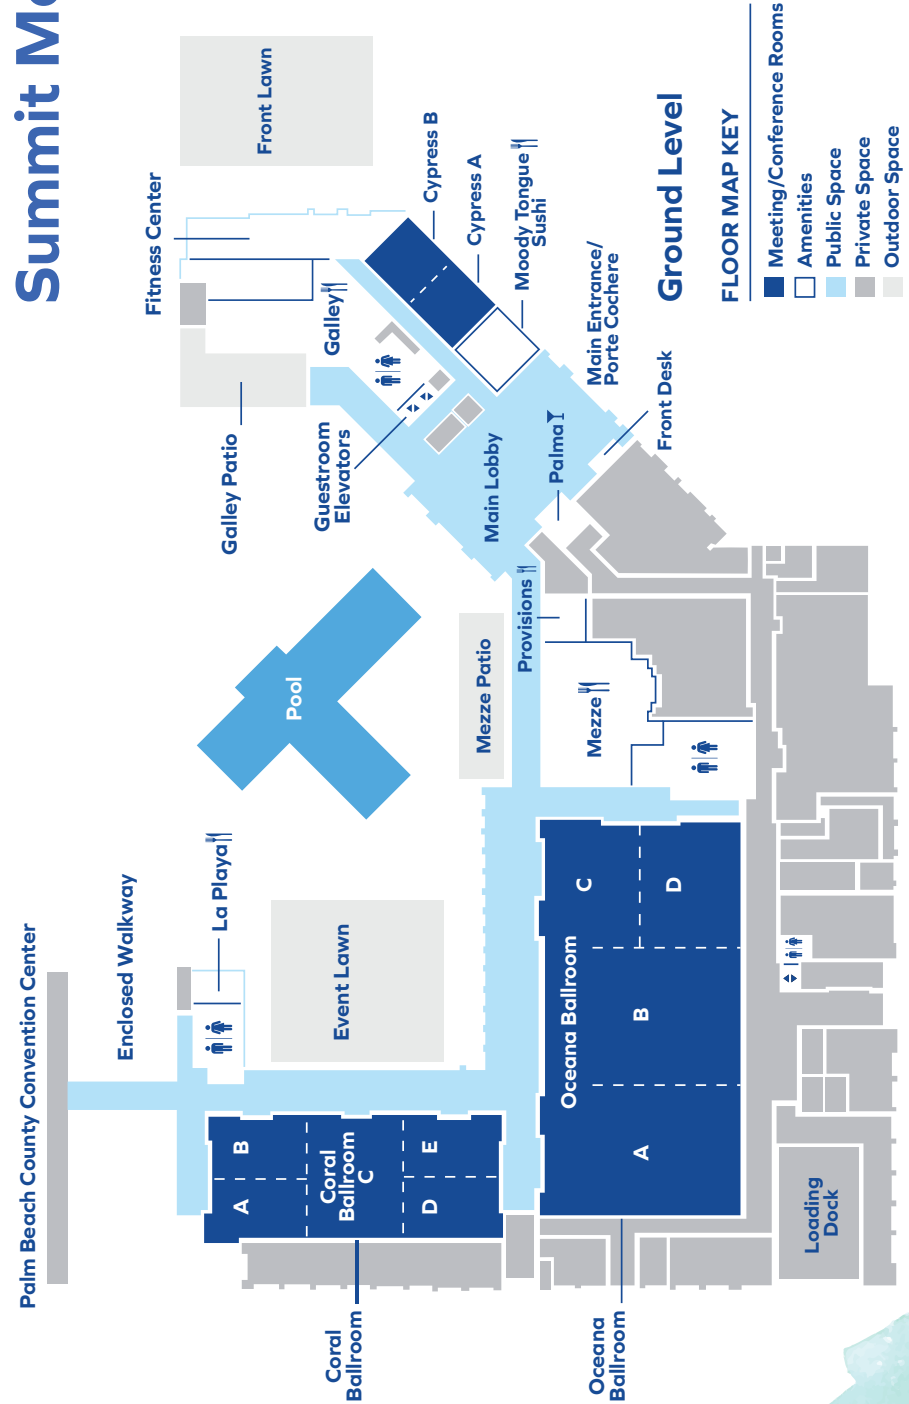 Summit M
Palm Beach County Convention Center
Enclosed Walkway
La Playa
Event Lawn
Pool
Galley Patio
Fitness Center
Front Lawn
Galley
Guestroom
Elevators
Cypress B
Cypress A
Moody Tongue
Sushi
Main Lobby
Main Entrance/
Porte Cochere
Palma
Front Desk
Provisions
Mezze Patio
Mezze
A
B
Coral
Ballroom
C
D
E
Coral
Ballroom
Oceana Ballroom
A
B
C
D
Oceana
Ballroom
Loading
Dock
Ground Level
FLOOR MAP KEY
Meeting/Conference Rooms
Amenities
Public Space
Private Space
Outdoor Space